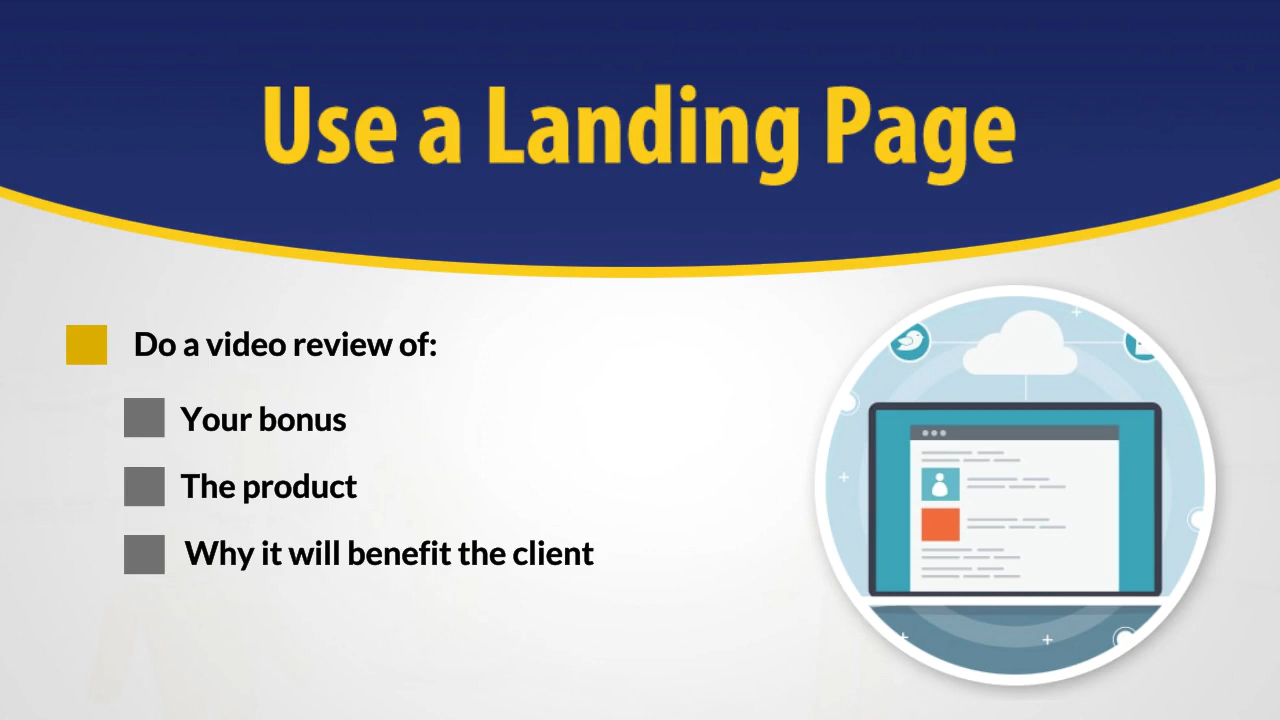 Use a Landing Page
Do a video review of:
Your bonus
The product
Why it will benefit the client